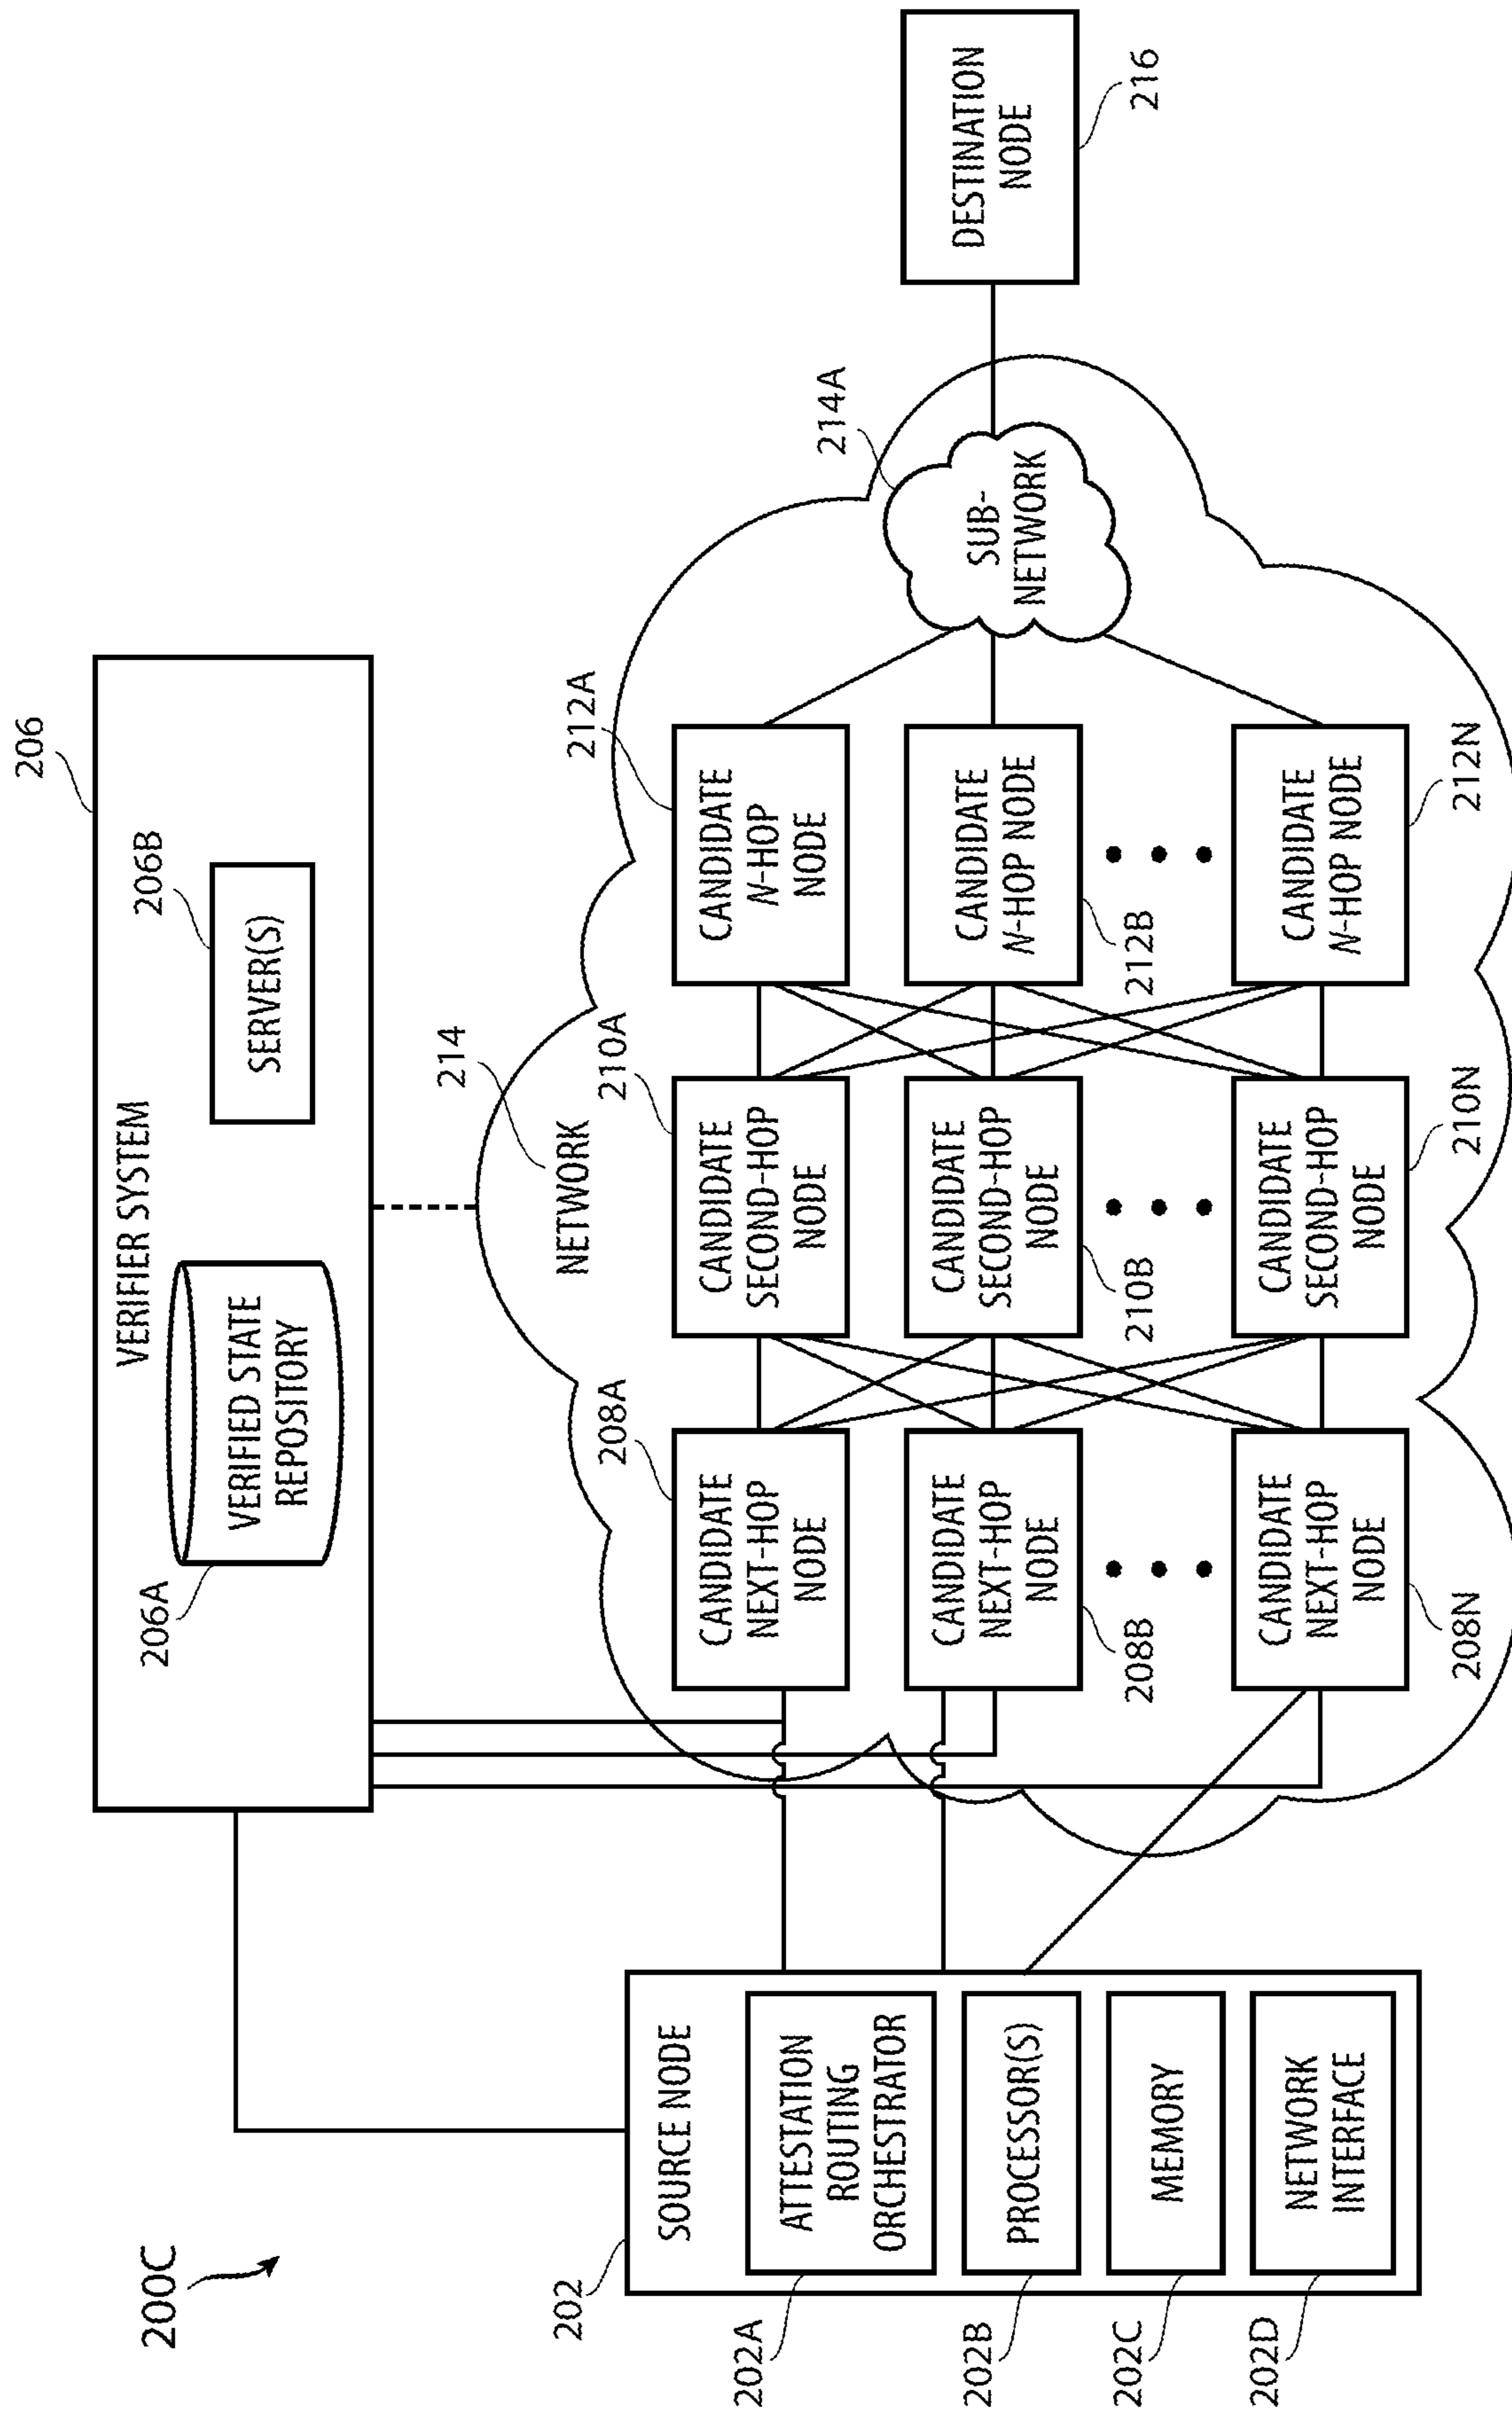 200C
206
VERIFIER SYSTEM
206A
VERIFIED STATE
REPOSITORY
206B
SERVER(S)
202
SOURCE NODE
202A
ATTESTATION
ROUTING
ORCHESTRATOR
202B
PROCESSOR(S)
202C
MEMORY
202D
NETWORK
INTERFACE
214
NETWORK
208A
CANDIDATE
NEXT-HOP
NODE
210A
CANDIDATE
SECOND-HOP
NODE
212A
CANDIDATE
N-HOP
NODE
CANDIDATE
NEXT-HOP
NODE
208B
CANDIDATE
SECOND-HOP
NODE
210B
CANDIDATE
N-HOP NODE
212B
CANDIDATE
NEXT-HOP
NODE
208N
CANDIDATE
SECOND-HOP
NODE
210N
CANDIDATE
N-HOP NODE
212N
214A
SUB-
NETWORK
DESTINATION
NODE
216